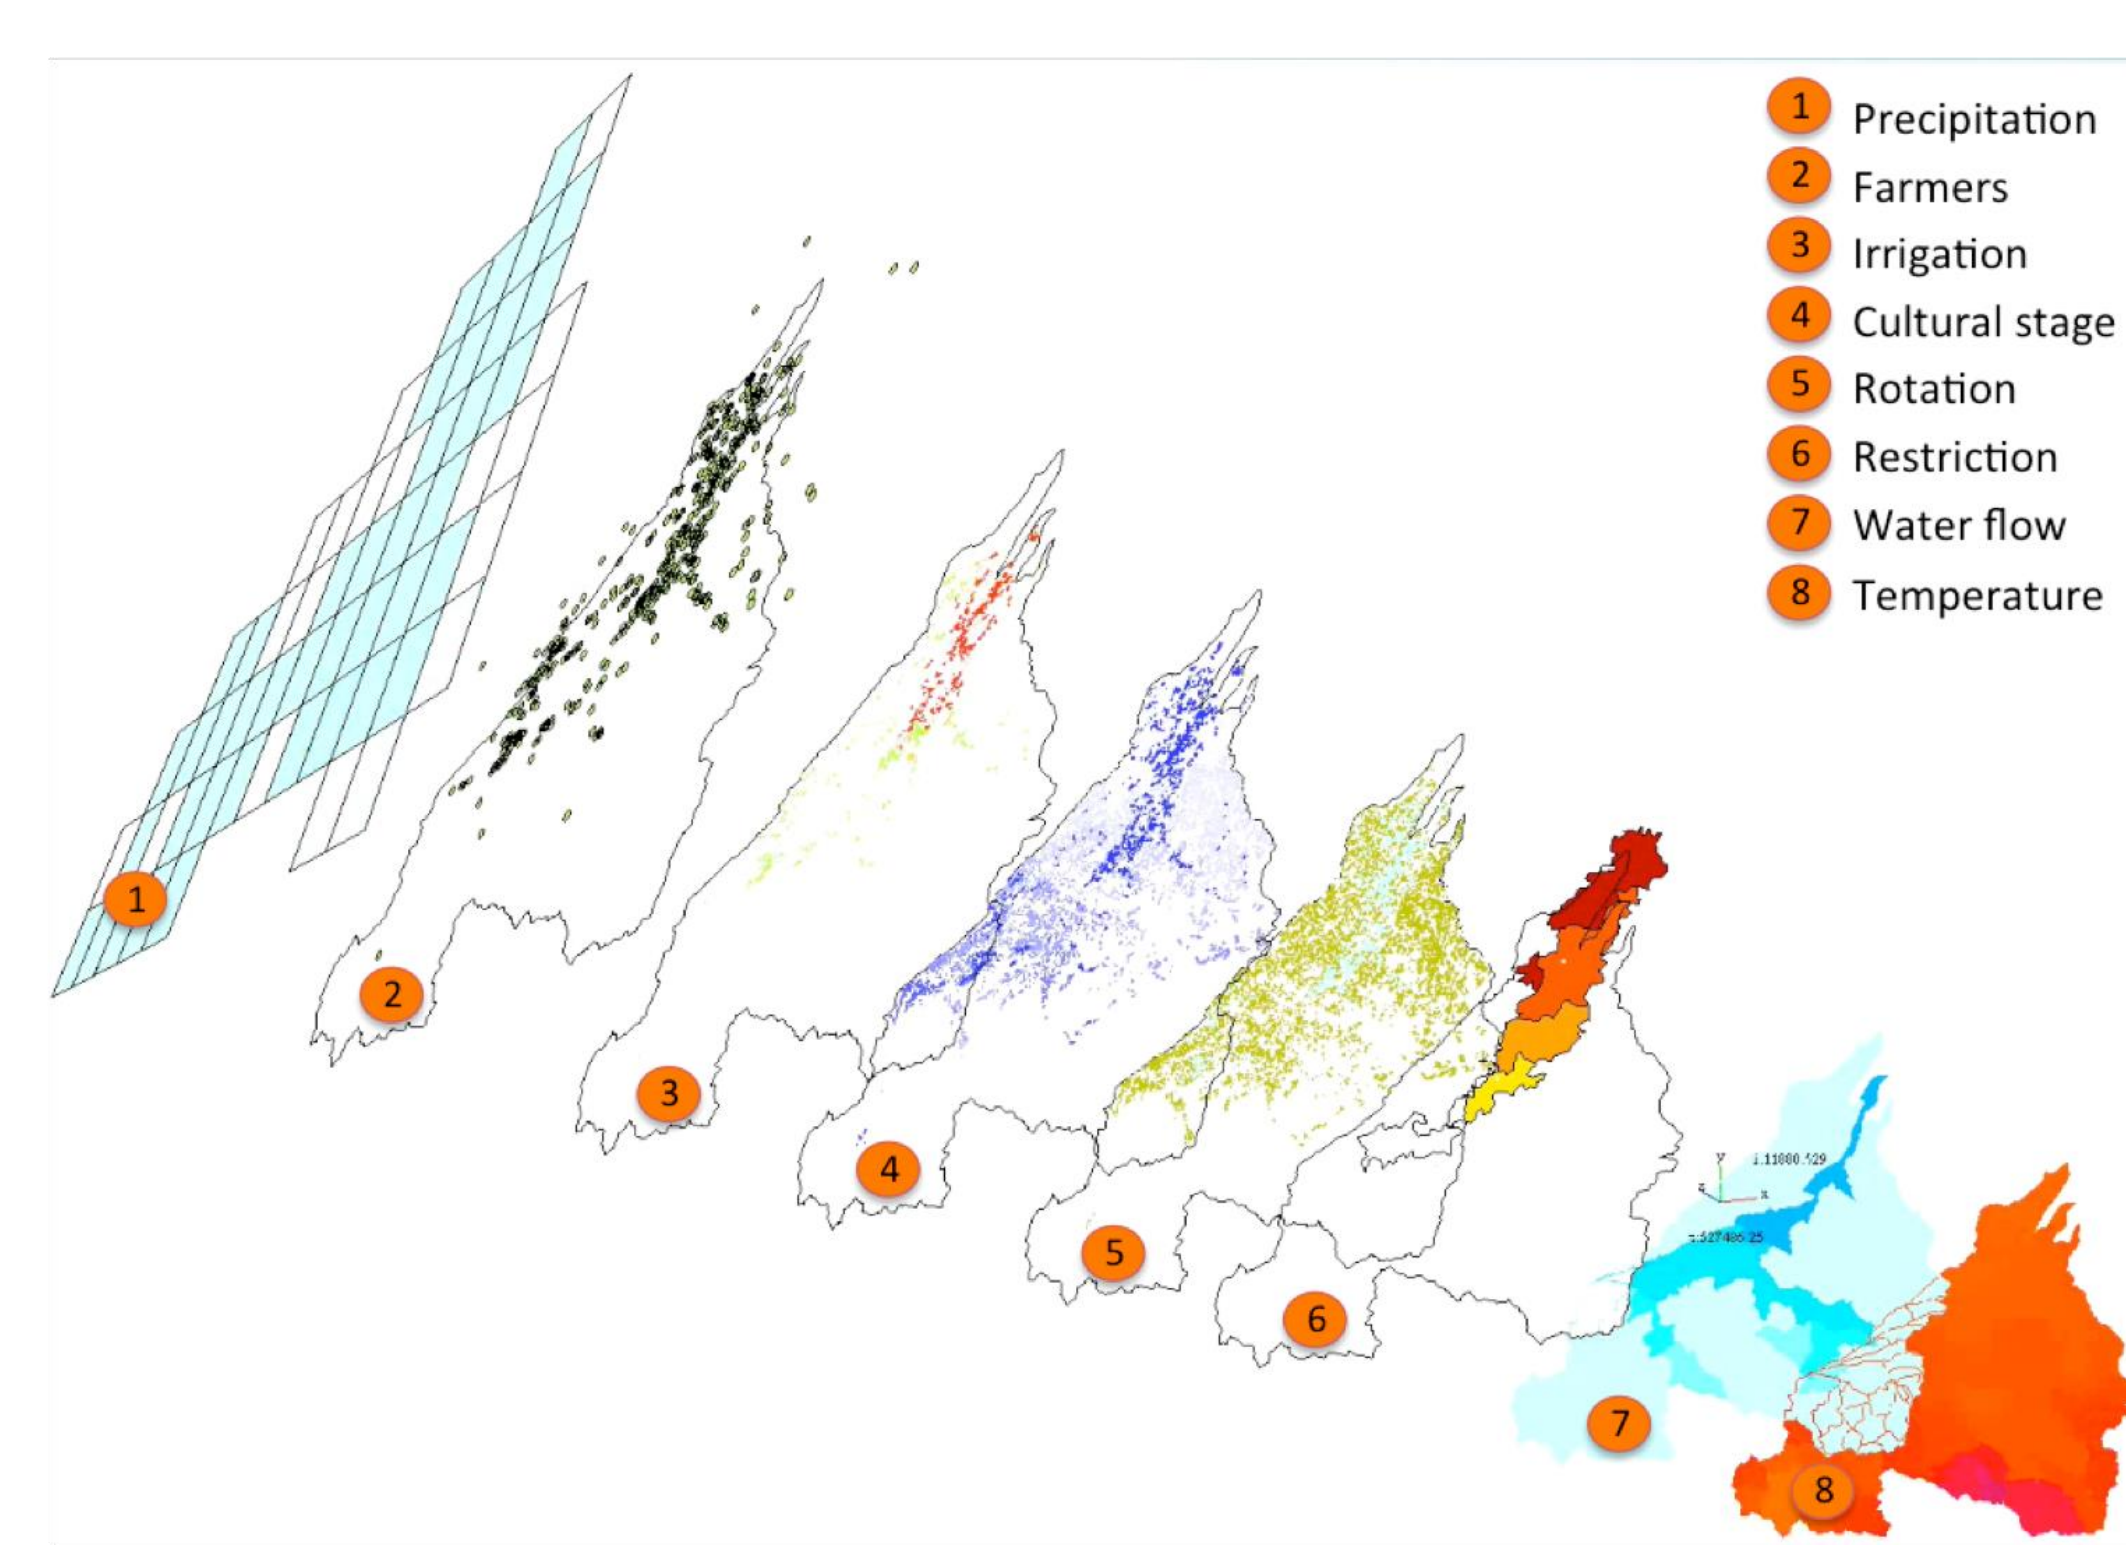 1 Precipitation
2 Farmers
3 Irrigation
4 Cultural stage
5 Rotation
6 Restriction
7 Water flow
8 Temperature
1
2
3
4
5
6
y
z
x
7
8